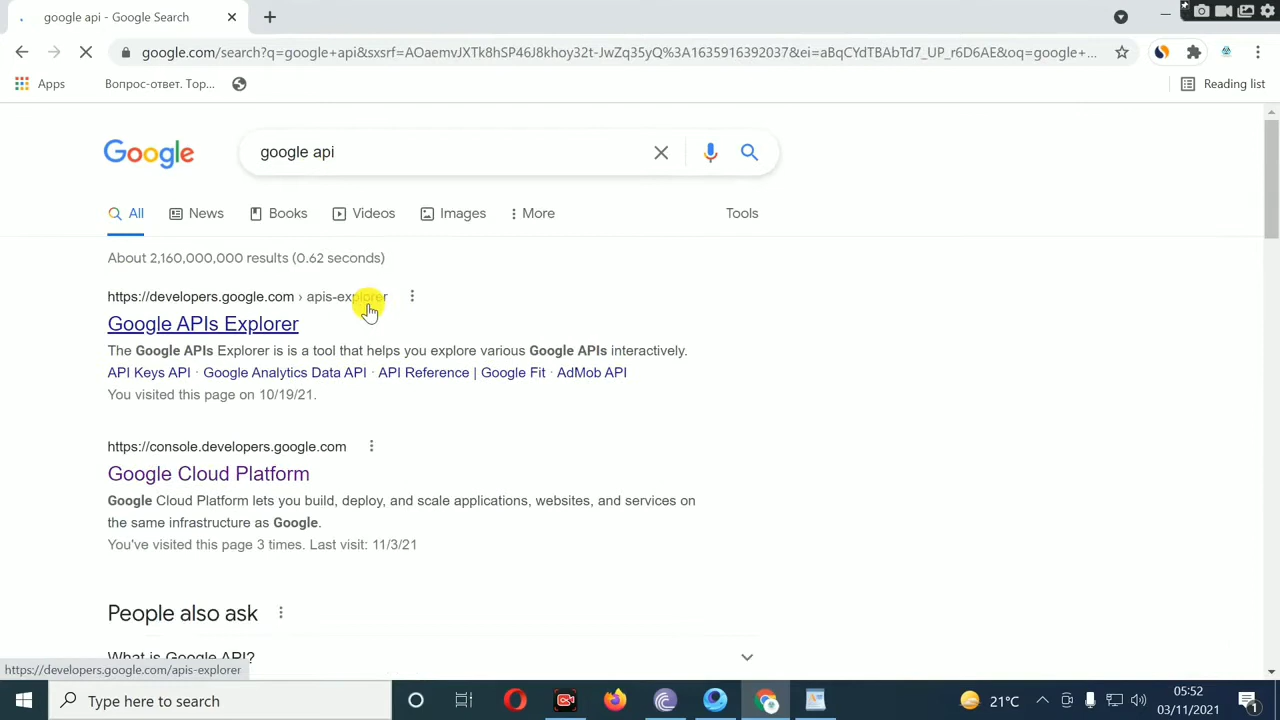 google api - Google Search
google.com/search?q=google+api&sxsrf=AOaemvJXTk8hSP46J8khoy32t-JwZq35yQ%3A1635916392037&ei=aBqCYdTBAbTd7_UP_r6D6AE&oq=google+...
Apps
Вопрос-ответ. Тор...
Reading list
Google
google api
All
News
Books
Videos
Images
More
Tools
About 2,160,000,000 results (0.62 seconds)
https://developers.google.com › apis-explorer
Google APIs Explorer
The Google APIs Explorer is is a tool that helps you explore various Google APIs interactively.
API Keys API · Google Analytics Data API · API Reference | Google Fit · AdMob API
You visited this page on 10/19/21.
https://console.developers.google.com
Google Cloud Platform
Google Cloud Platform lets you build, deploy, and scale applications, websites, and services on
the same infrastructure as Google.
You've visited this page 3 times. Last visit: 11/3/21
People also ask
What is Google API?
https://developers.google.com/apis-explorer
Type here to search
21°C
05:52
03/11/2021
1